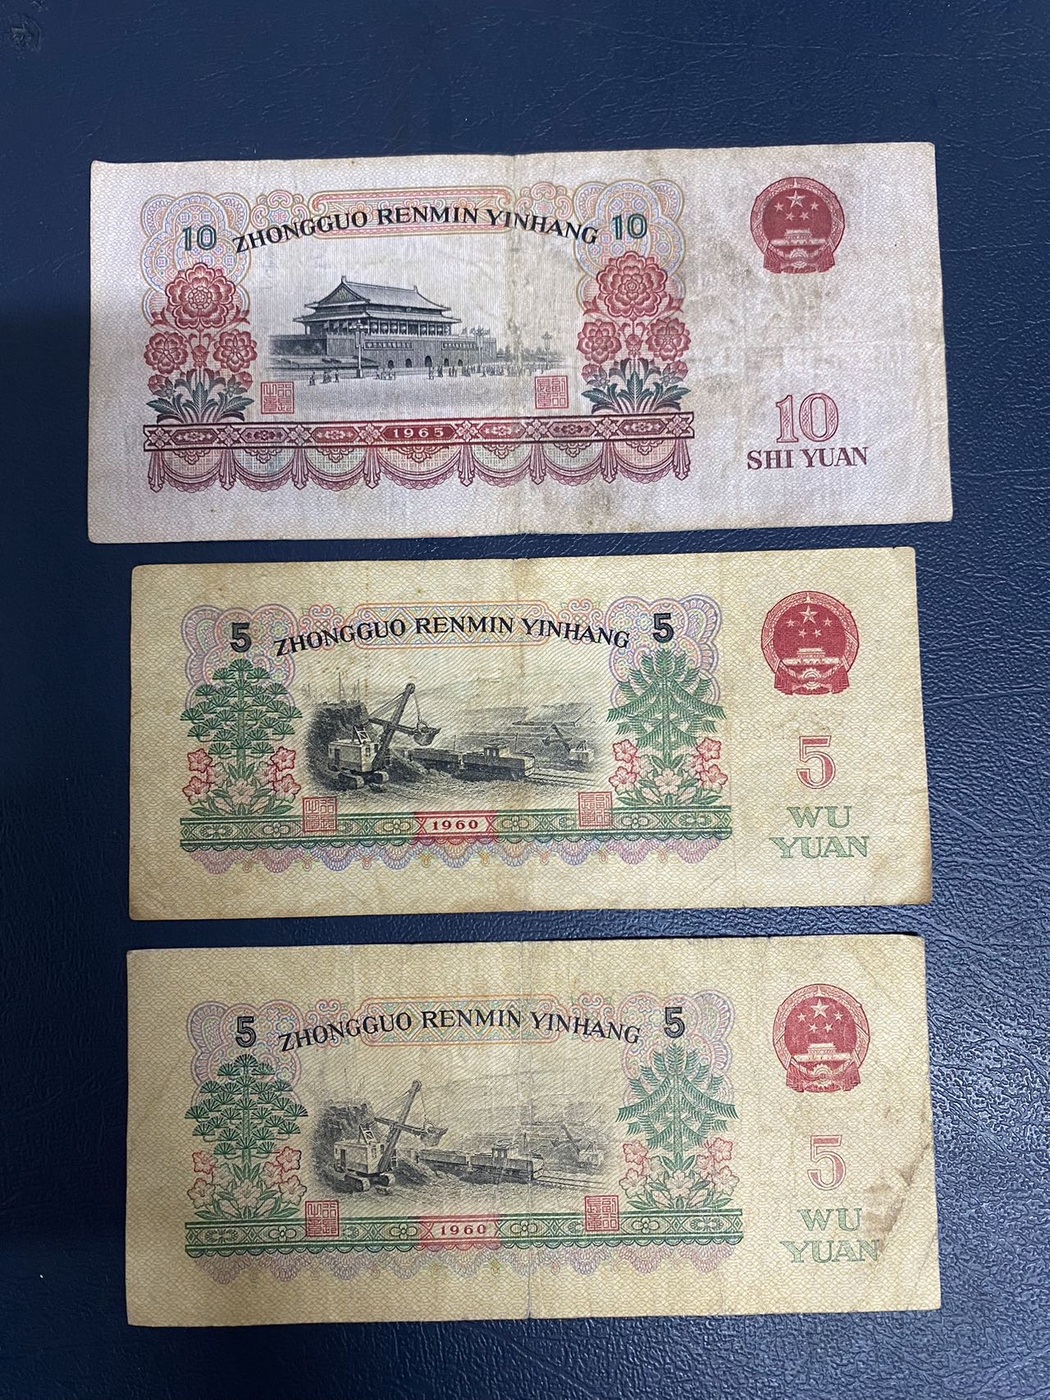 10 ZHONGGUO RENMIN YINHANG 10
1965
10
SHI YUAN
5 ZHONGGUO RENMIN YINHANG 5
1960
5
WU
YUAN
5 ZHONGGUO RENMIN YINHANG 5
1960
5
WU
YUAN